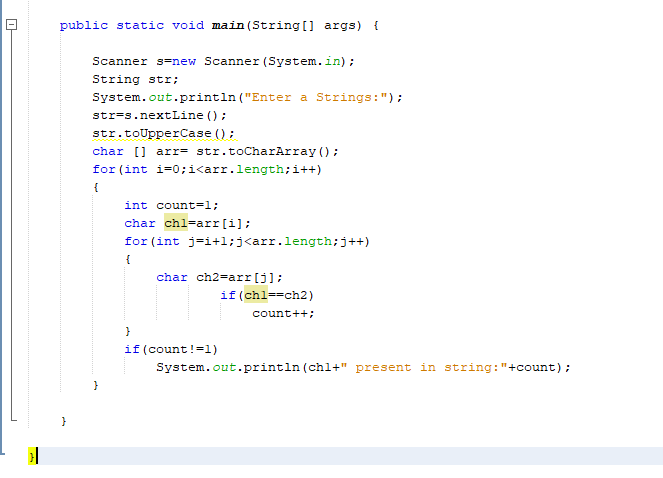 public static void main(String[] args) {
Scanner s=new Scanner(System.in);
String str;
System.out.println("Enter a Strings:");
str=s.nextLine();
str.toUpperCase();
char [] arr= str.toCharArray();
for(int i=0;i<arr.length;i++)
{
int count=1;
char ch1=arr[i];
for(int j=i+1;j<arr.length;j++)
{
char ch2=arr[j];
if(ch1==ch2)
count++;
}
if(count!=1)
System.out.println(ch1+" present in string:"+count);
}
}
}